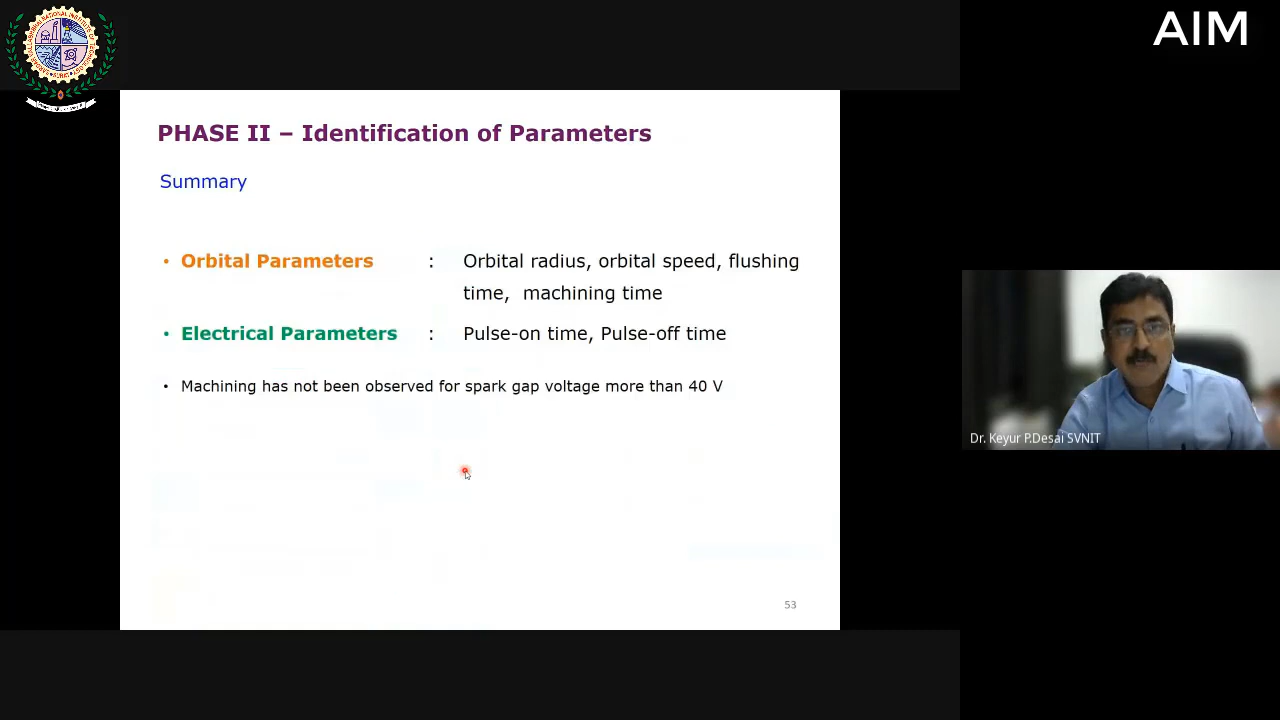 AIM
PHASE II – Identification of Parameters
Summary
• Orbital Parameters : Orbital radius, orbital speed, flushing
time, machining time
• Electrical Parameters : Pulse-on time, Pulse-off time
• Machining has not been observed for spark gap voltage more than 40 V
Dr. Keyur P.Desai SVNIT
53